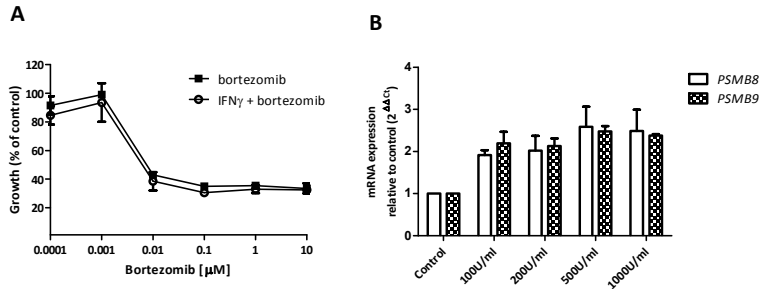 A
120
100
80
60
40
20
0.0001 0.001 0.01 0.1 1 10
Growth (% of control)
Bortezomib [µM]
bortezomib
IFNγ + bortezomib
B
4
3
2
1
0
mRNA expression
relative to control (2 ΔΔCt)
Control 100U/ml 200U/ml 500U/ml 1000U/ml
PSMB8
PSMB9